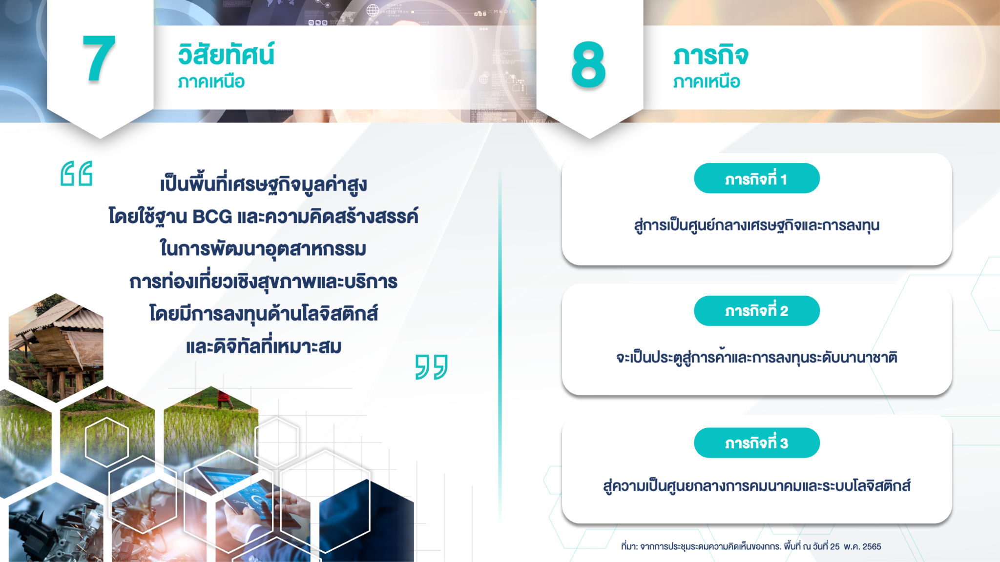 7
วิสัยทัศน์
ภาคเหนือ
เป็นพื้นที่เศรษฐกิจมูลค่าสูง
โดยใช้ฐาน BCG และความคิดสร้างสรรค์
ในการพัฒนาอุตสาหกรรม
การท่องเที่ยวเชิงสุขภาพและบริการ
โดยมีการลงทุนด้านโลจิสติกส์
และดิจิทัลที่เหมาะสม
8
ภารกิจ
ภาคเหนือ
ภารกิจที่ 1
สู่การเป็นศูนย์กลางเศรษฐกิจและการลงทุน
ภารกิจที่ 2
จะเป็นประตูสู่การค้าและการลงทุนระดับนานาชาติ
ภารกิจที่ 3
สู่ความเป็นศูนยกลางการคมนาคมและระบบโลจิสติกส์
ที่มา: จากการประชุมระดมความคิดเห็นของกกร. พื้นที่ ณ วันที่ 25 พ.ค. 2565